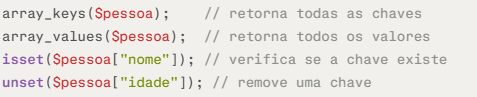 array_keys($pessoa);    // retorna todas as chaves
array_values($pessoa);  // retorna todos os valores
isset($pessoa["nome"]); // verifica se a chave existe
unset($pessoa["idade"]); // remove uma chave